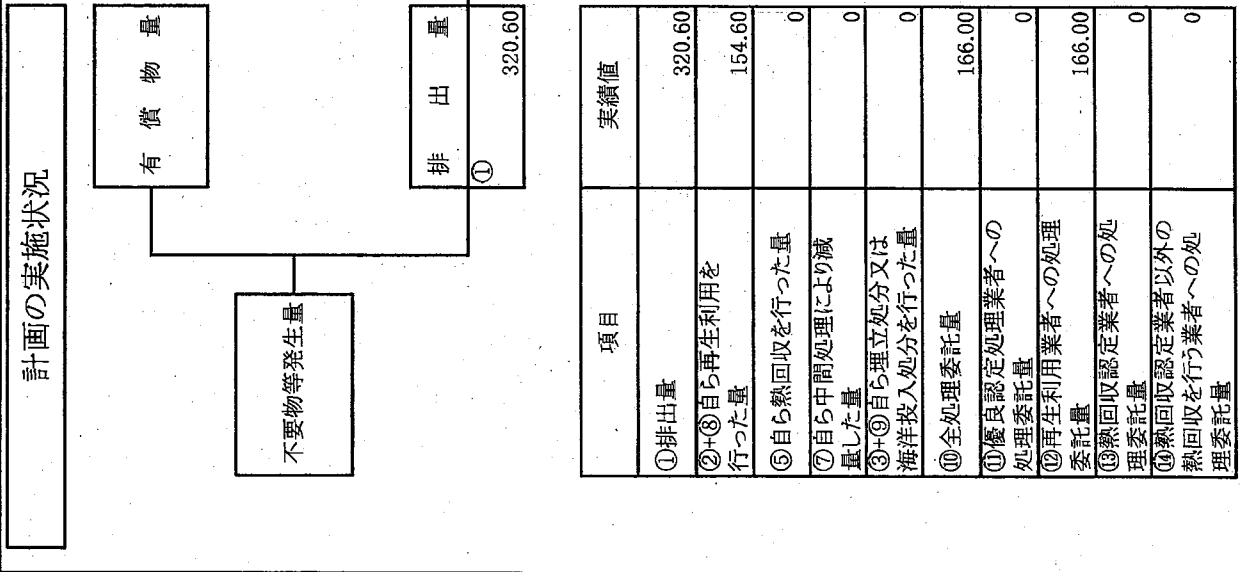 計画の実施状況
有償物量
不要物等発生量
排出量
①
320.60
項目
実績値
①排出量
320.60
②+⑧自ら再生利用を
行った量
154.60
⑤自ら熱回収を行った量
0
⑦自ら中間処理により減
量した量
0
③+⑨自ら埋立処分又は
海洋投入処分を行った量
0
⑩全処理委託量
166.00
⑪優良認定処理業者への
処理委託量
0
⑫再生利用業者への処理
委託量
166.00
⑬熱回収認定業者への処
理委託量
0
⑭熱回収認定業者以外の
熱回収を行う業者への処
理委託量
0